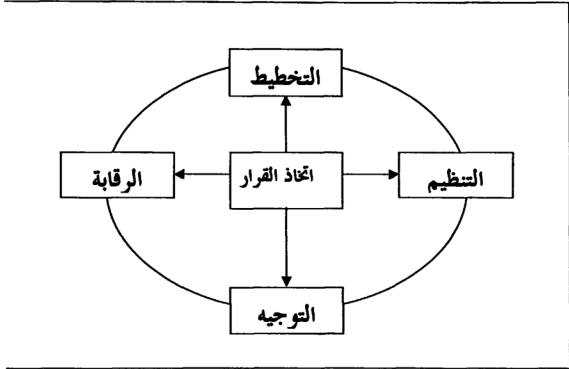 التخطيط
التنظيم
اتخاذ القرار
الرقابة
التوجيه